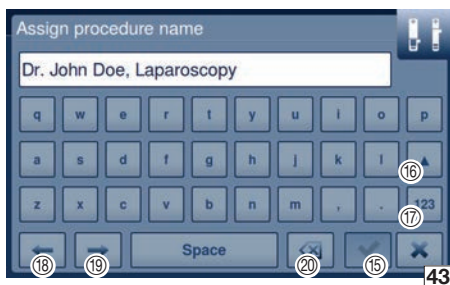 Assign procedure name
Dr. John Doe, Laparoscopy
q w e r t y u i o p
a s d f g h j k l ⑯
z x c v b n m , . 123 ⑰
Space
⑱ ⑲ ⑳ ⑮
43